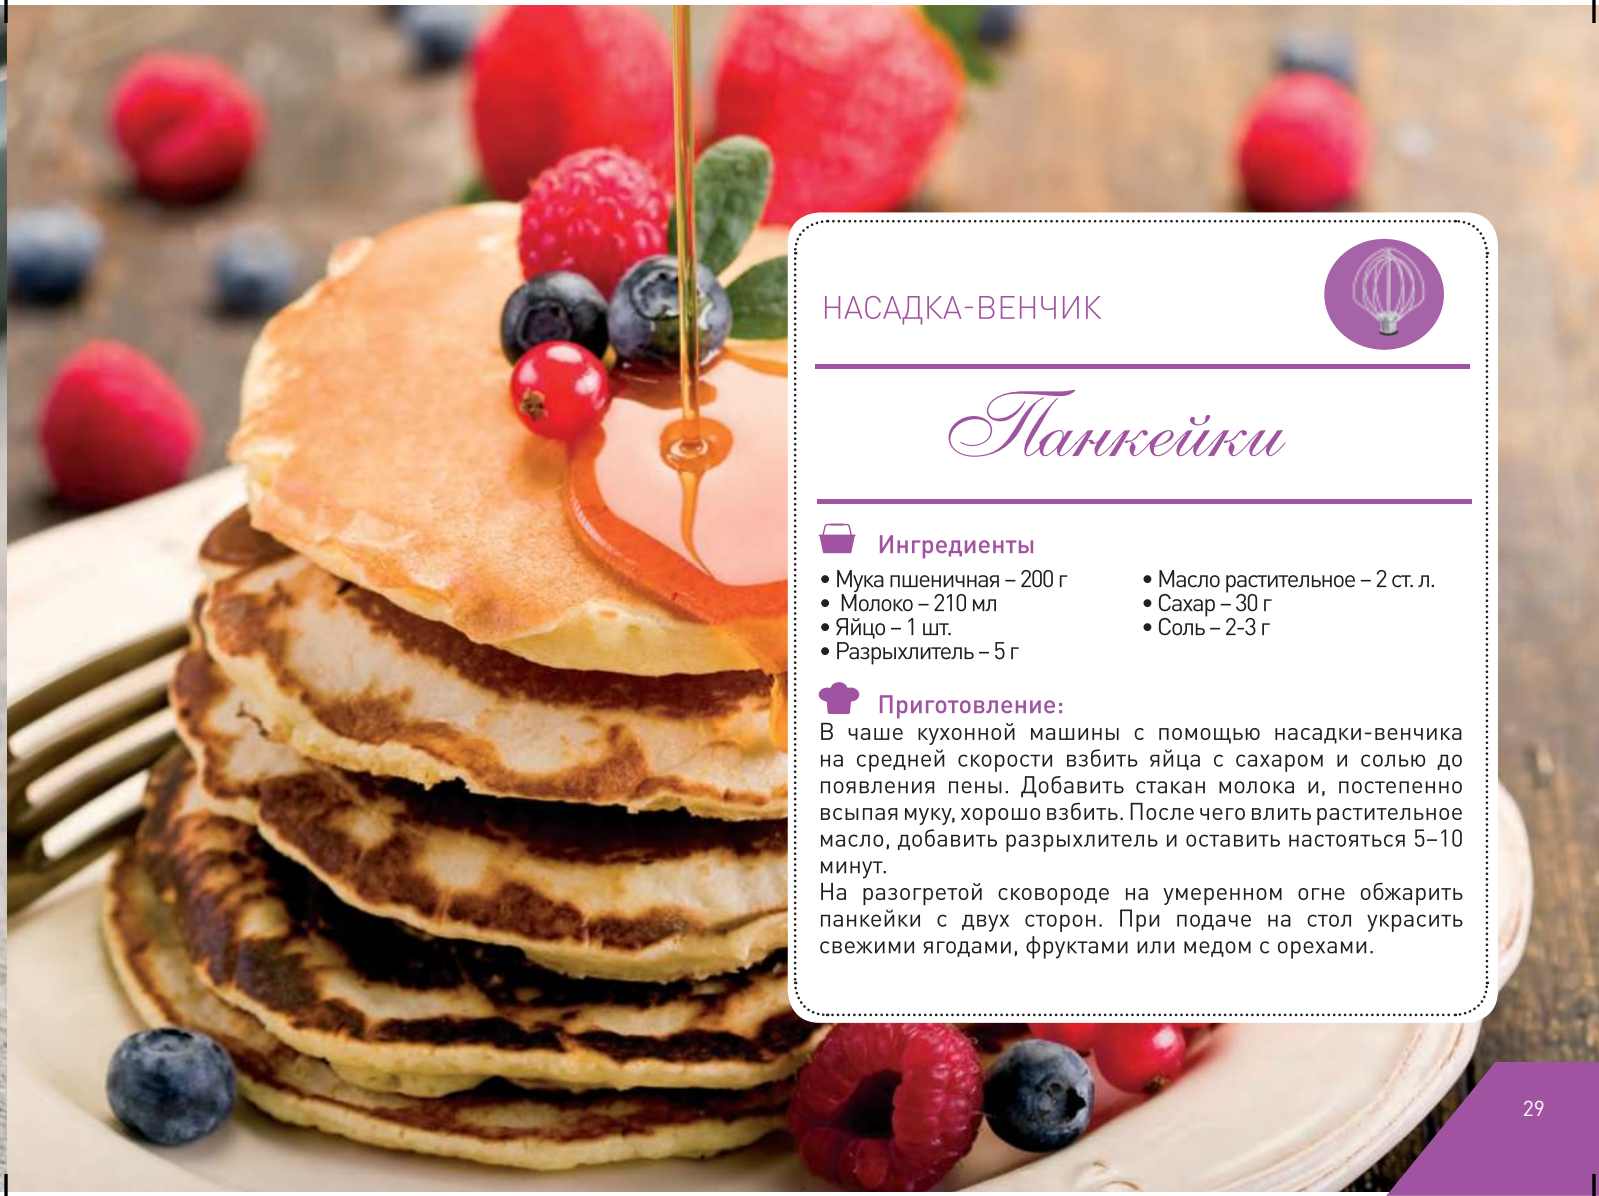 НАСАДКА-ВЕНЧИК
Панкейки
Ингредиенты
• Мука пшеничная – 200 г
• Молоко – 210 мл
• Яйцо – 1 шт.
• Разрыхлитель – 5 г
• Масло растительное – 2 ст. л.
• Сахар – 30 г
• Соль – 2-3 г
Приготовление:
В чаше кухонной машины с помощью насадки-венчика
на средней скорости взбить яйца с сахаром и солью до
появления пены. Добавить стакан молока и, постепенно
всыпая муку, хорошо взбить. После чего влить растительное
масло, добавить разрыхлитель и оставить настояться 5–10
минут.
На разогретой сковороде на умеренном огне обжарить
панкейки с двух сторон. При подаче на стол украсить
свежими ягодами, фруктами или медом с орехами.
29